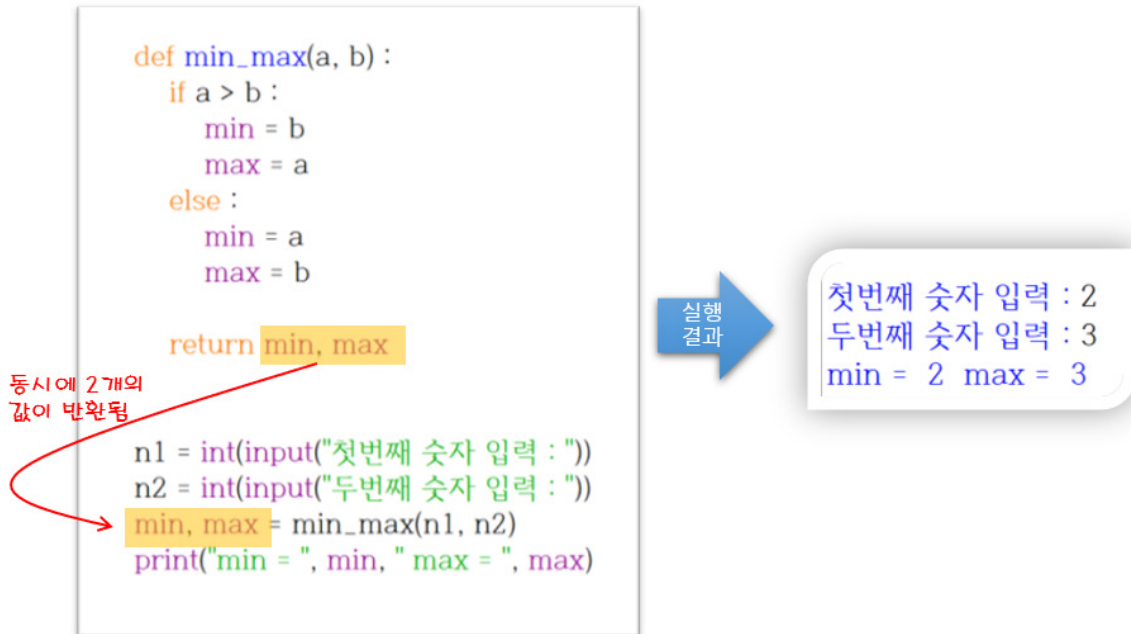 def min_max(a, b) :
if a > b :
min = b
max = a
else :
min = a
max = b
return min, max
동시에 2개의
값이 반환됨
n1 = int(input("첫번째 숫자 입력 : "))
n2 = int(input("두번째 숫자 입력 : "))
min, max = min_max(n1, n2)
print("min = ", min, " max = ", max)
실행
결과
첫번째 숫자 입력 : 2
두번째 숫자 입력 : 3
min =  2  max =  3